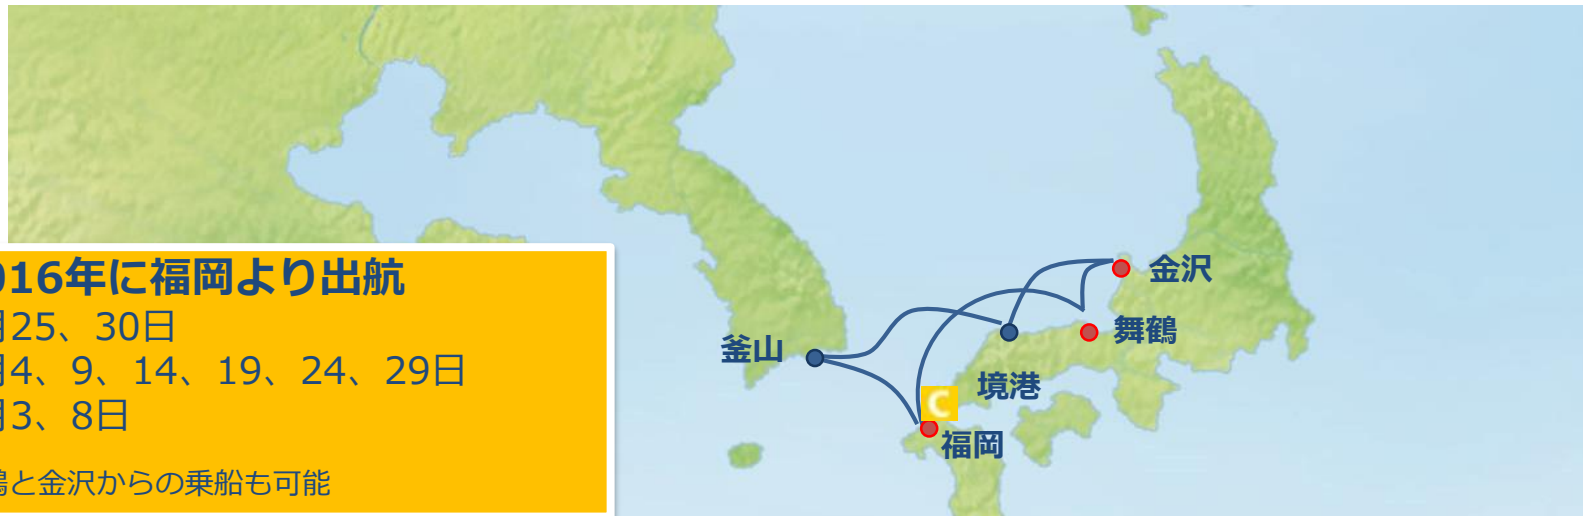 016年に福岡より出航
月25、30日
月4、9、14、19、24、29日
月3、8日
鶴と金沢からの乗船も可能
金沢
舞鶴
釜山
境港
C
福岡